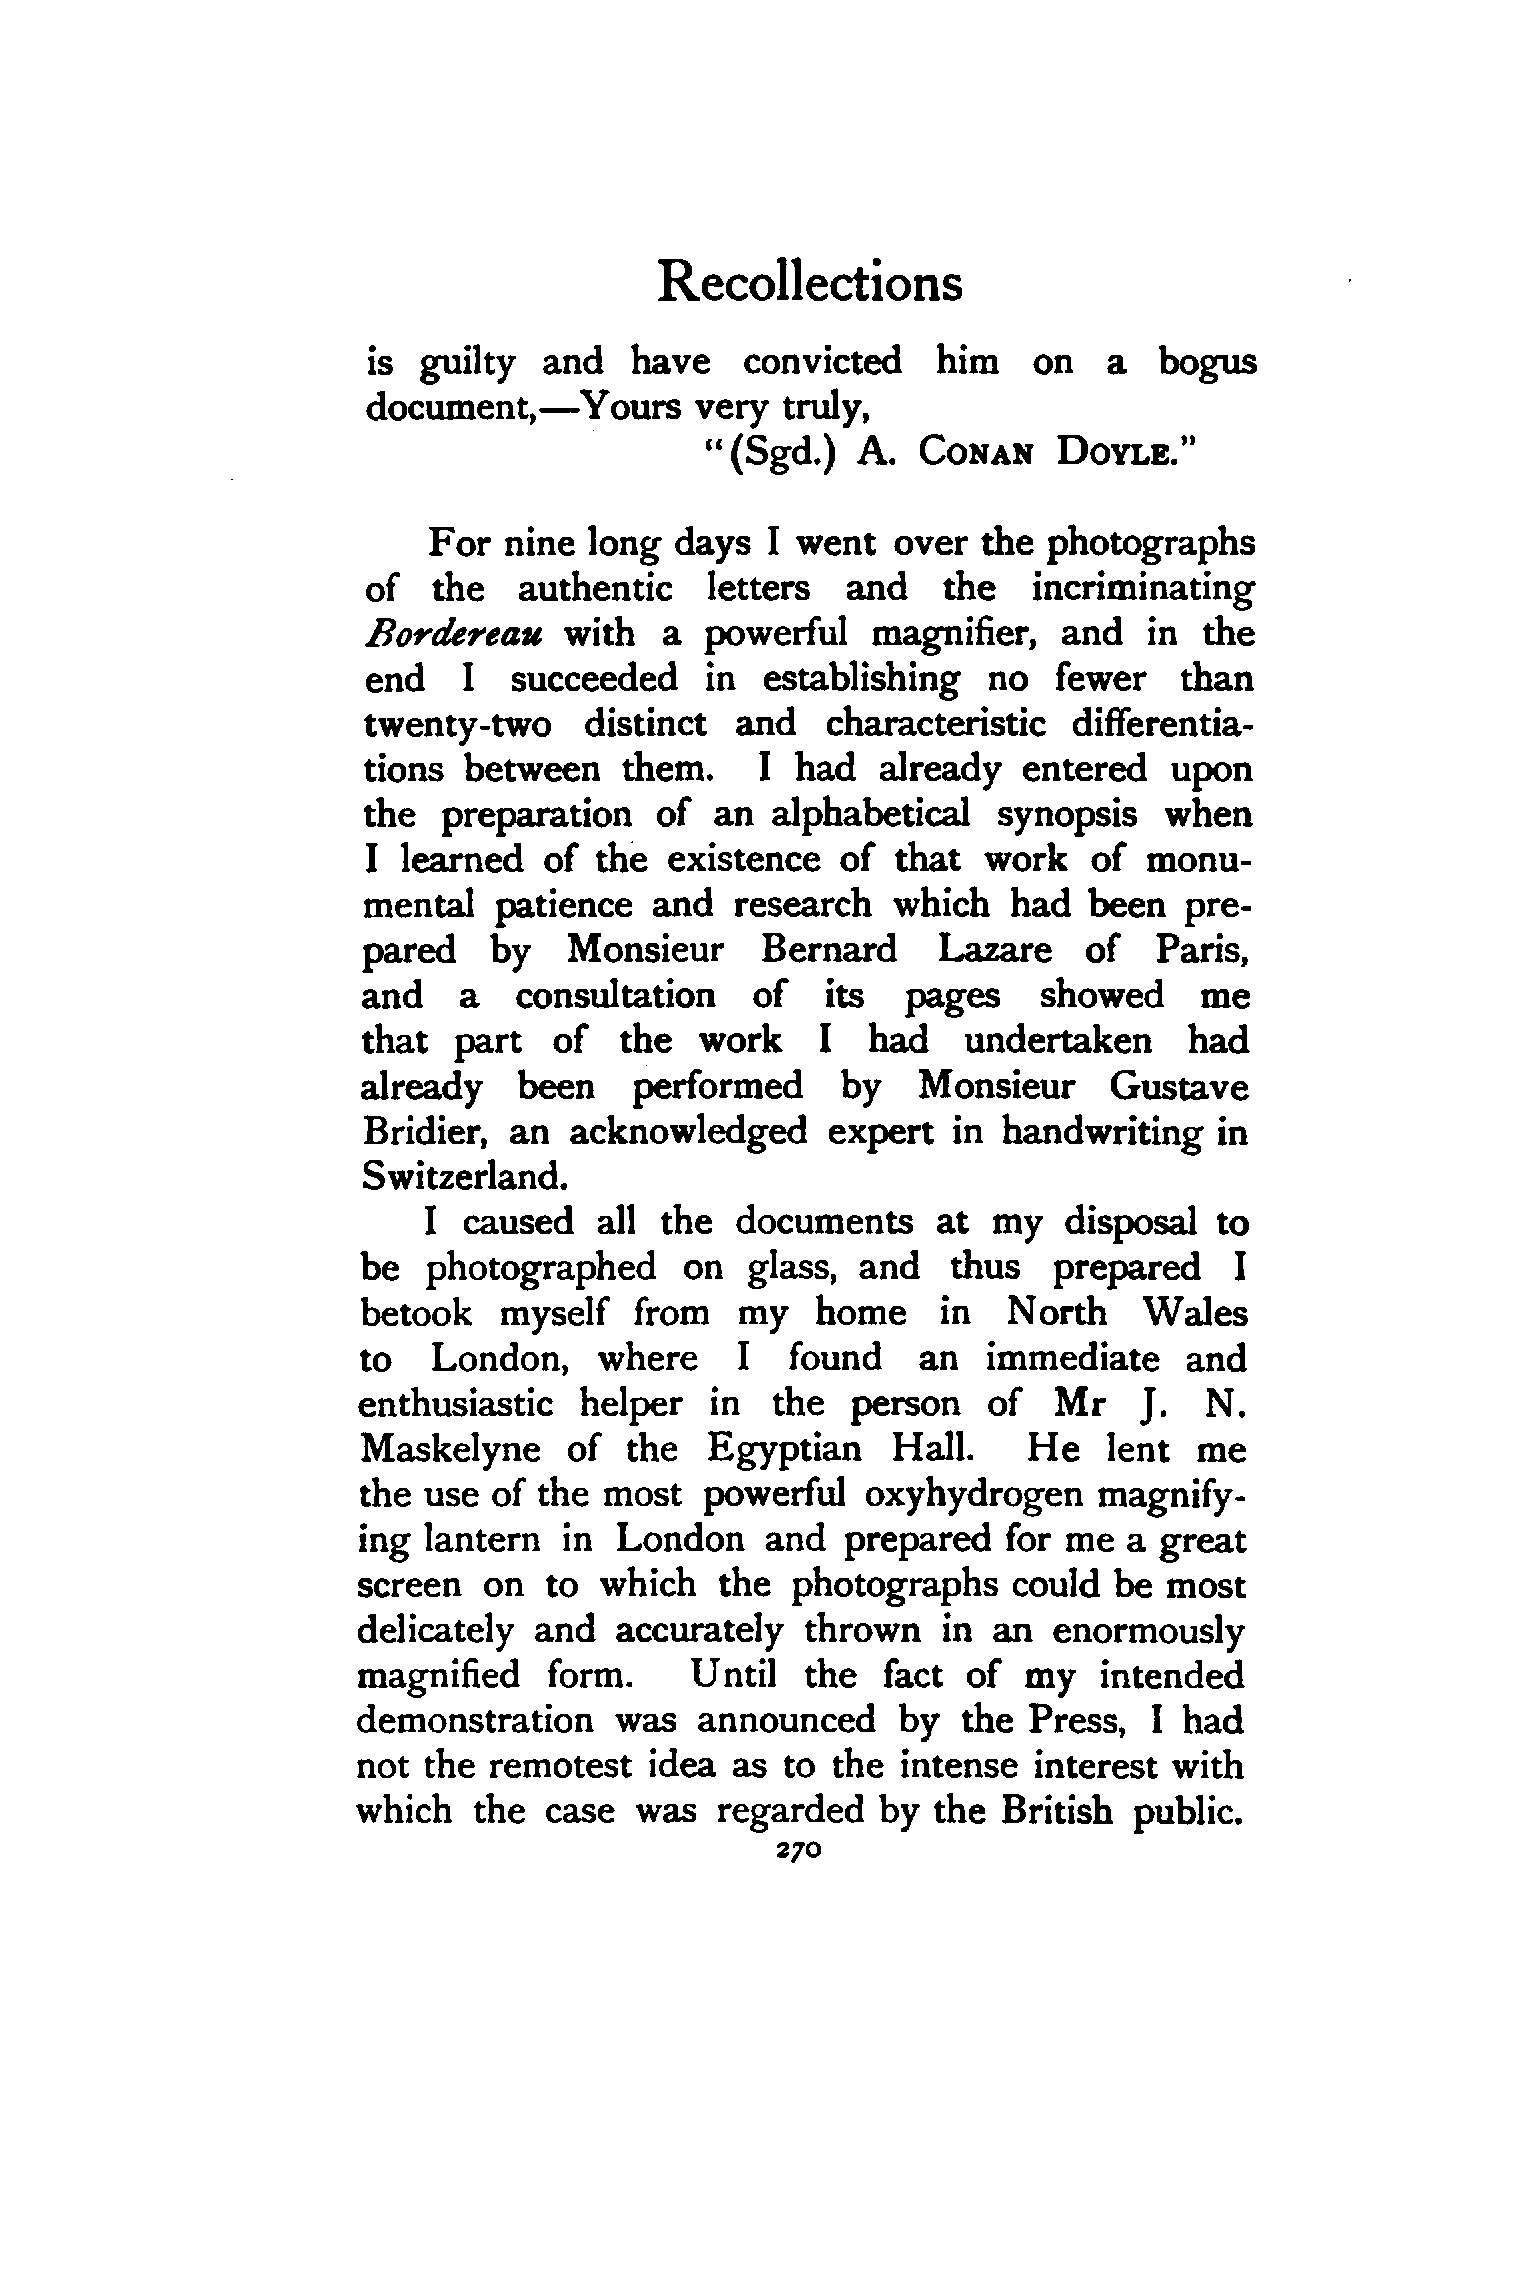 Recollections
is guilty and have convicted him on a bogus
document,—Yours very truly,
"(Sgd.) A. CONAN DOYLE."
For nine long days I went over the photographs
of the authentic letters and the incriminating
Bordereau with a powerful magnifier, and in the
end I succeeded in establishing no fewer than
twenty-two distinct and characteristic differentia-
tions between them. I had already entered upon
the preparation of an alphabetical synopsis when
I learned of the existence of that work of monu-
mental patience and research which had been pre-
pared by Monsieur Bernard Lazare of Paris,
and a consultation of its pages showed me
that part of the work I had undertaken had
already been performed by Monsieur Gustave
Bridier, an acknowledged expert in handwriting in
Switzerland.
I caused all the documents at my disposal to
be photographed on glass, and thus prepared I
betook myself from my home in North Wales
to London, where I found an immediate and
enthusiastic helper in the person of Mr J. N.
Maskelyne of the Egyptian Hall. He lent me
the use of the most powerful oxyhydrogen magnify-
ing lantern in London and prepared for me a great
screen on to which the photographs could be most
delicately and accurately thrown in an enormously
magnified form. Until the fact of my intended
demonstration was announced by the Press, I had
not the remotest idea as to the intense interest with
which the case was regarded by the British public.
270